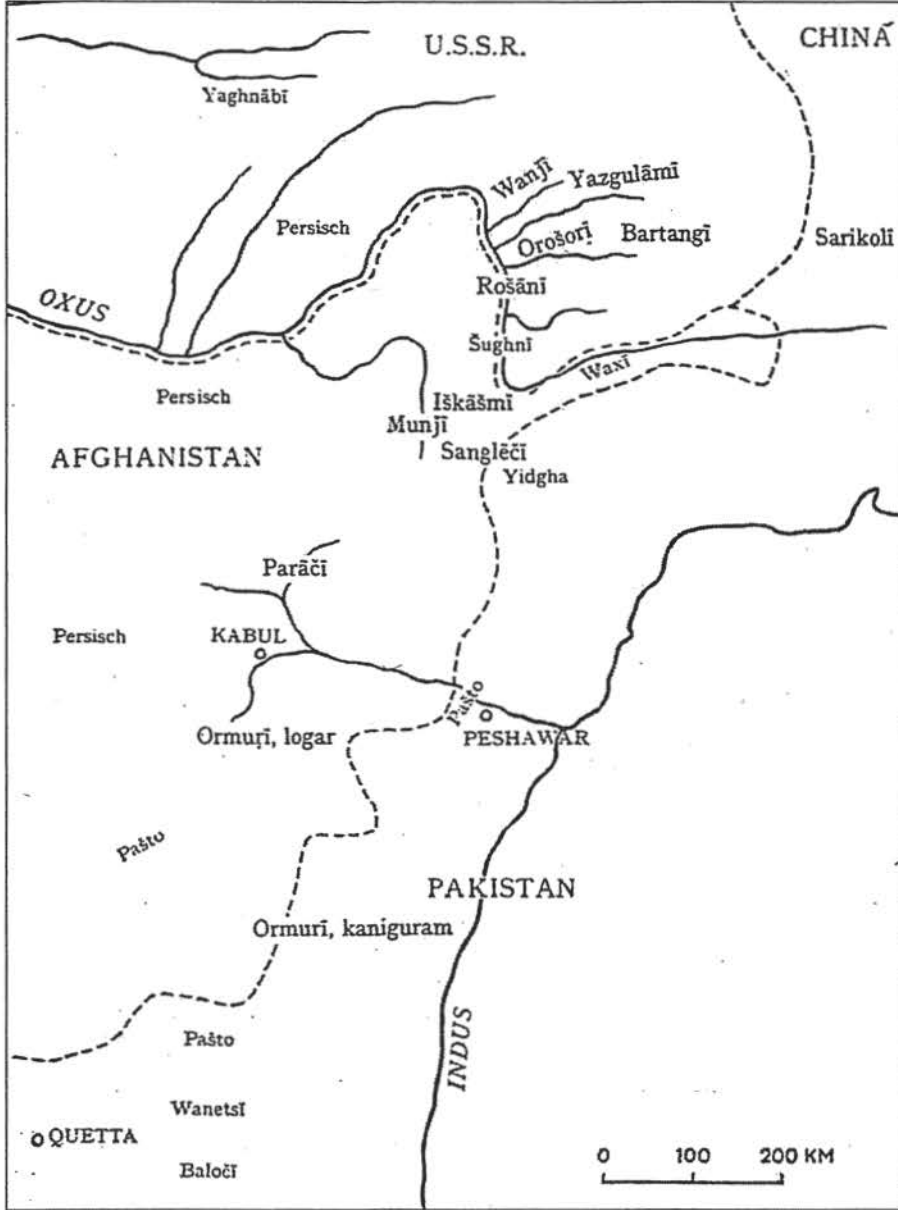 U.S.S.R.
CHINA
Yaghnābī
Wanjī
Yazgulāmī
Persisch
Orošorī
Bartangī
Sarikolī
Rošānī
OXUS
Šughnī
Waxī
Persisch
Iškāšmī
Munjī
AFGHANISTAN
Sanglēčī
Yidgha
Parāčī
Persisch
KABUL
Pašto
Ormuṛī, logar
PESHAWAR
Pašto
PAKISTAN
Ormurī, kaniguram
INDUS
Pašto
Wanetsī
QUETTA
Baločī
0 100 200 KM